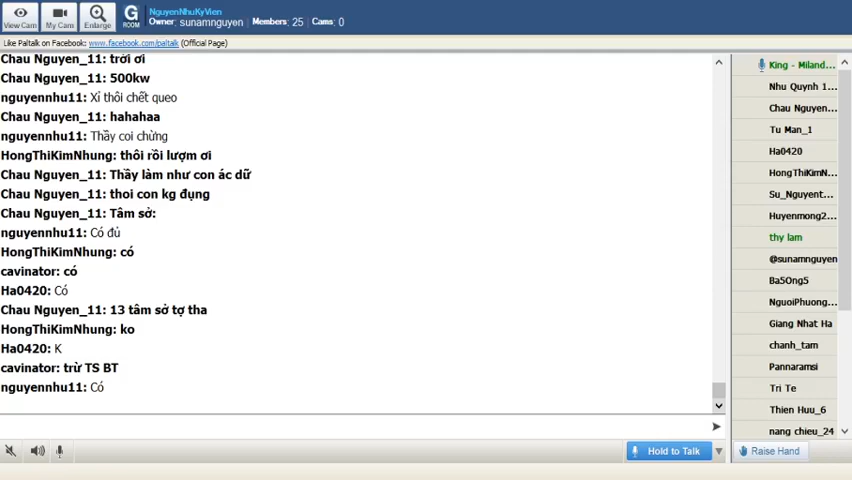 View Cam
My Cam
Enlarge
G
ROOM
NguyenNhuKyVien
Owner: sunamnguyen Members: 25 Cams: 0
Like Paltalk on Facebook: www.facebook.com/paltalk (Official Page)
Chau Nguyen_11: trời ơi
Chau Nguyen_11: 500kw
nguyennhu11: Xỉ thôi chết queo
Chau Nguyen_11: hahahaa
nguyennhu11: Thầy coi chừng
HongThiKimNhung: thôi rồi lượm ơi
Chau Nguyen_11: Thầy làm như con ác dữ
Chau Nguyen_11: thoi con kg đụng
Chau Nguyen_11: Tâm sở:
nguyennhu11: Có đủ
HongThiKimNhung: có
cavinator: có
Ha0420: Có
Chau Nguyen_11: 13 tâm sở tợ tha
HongThiKimNhung: ko
Ha0420: K
cavinator: trừ TS BT
nguyennhu11: Có
Hold to Talk
King - Miland...
Nhu Quynh 1...
Chau Nguyen...
Tu Man_1
Ha0420
HongThiKimN...
Su_Nguyent...
Huyenmong2...
thy lam
@sunamnguyen
Ba5Ong5
NguoiPhuong...
Giang Nhat Ha
chanh_tam
Pannaramsi
Tri Te
Thien Huu_6
nang chieu_24
Raise Hand